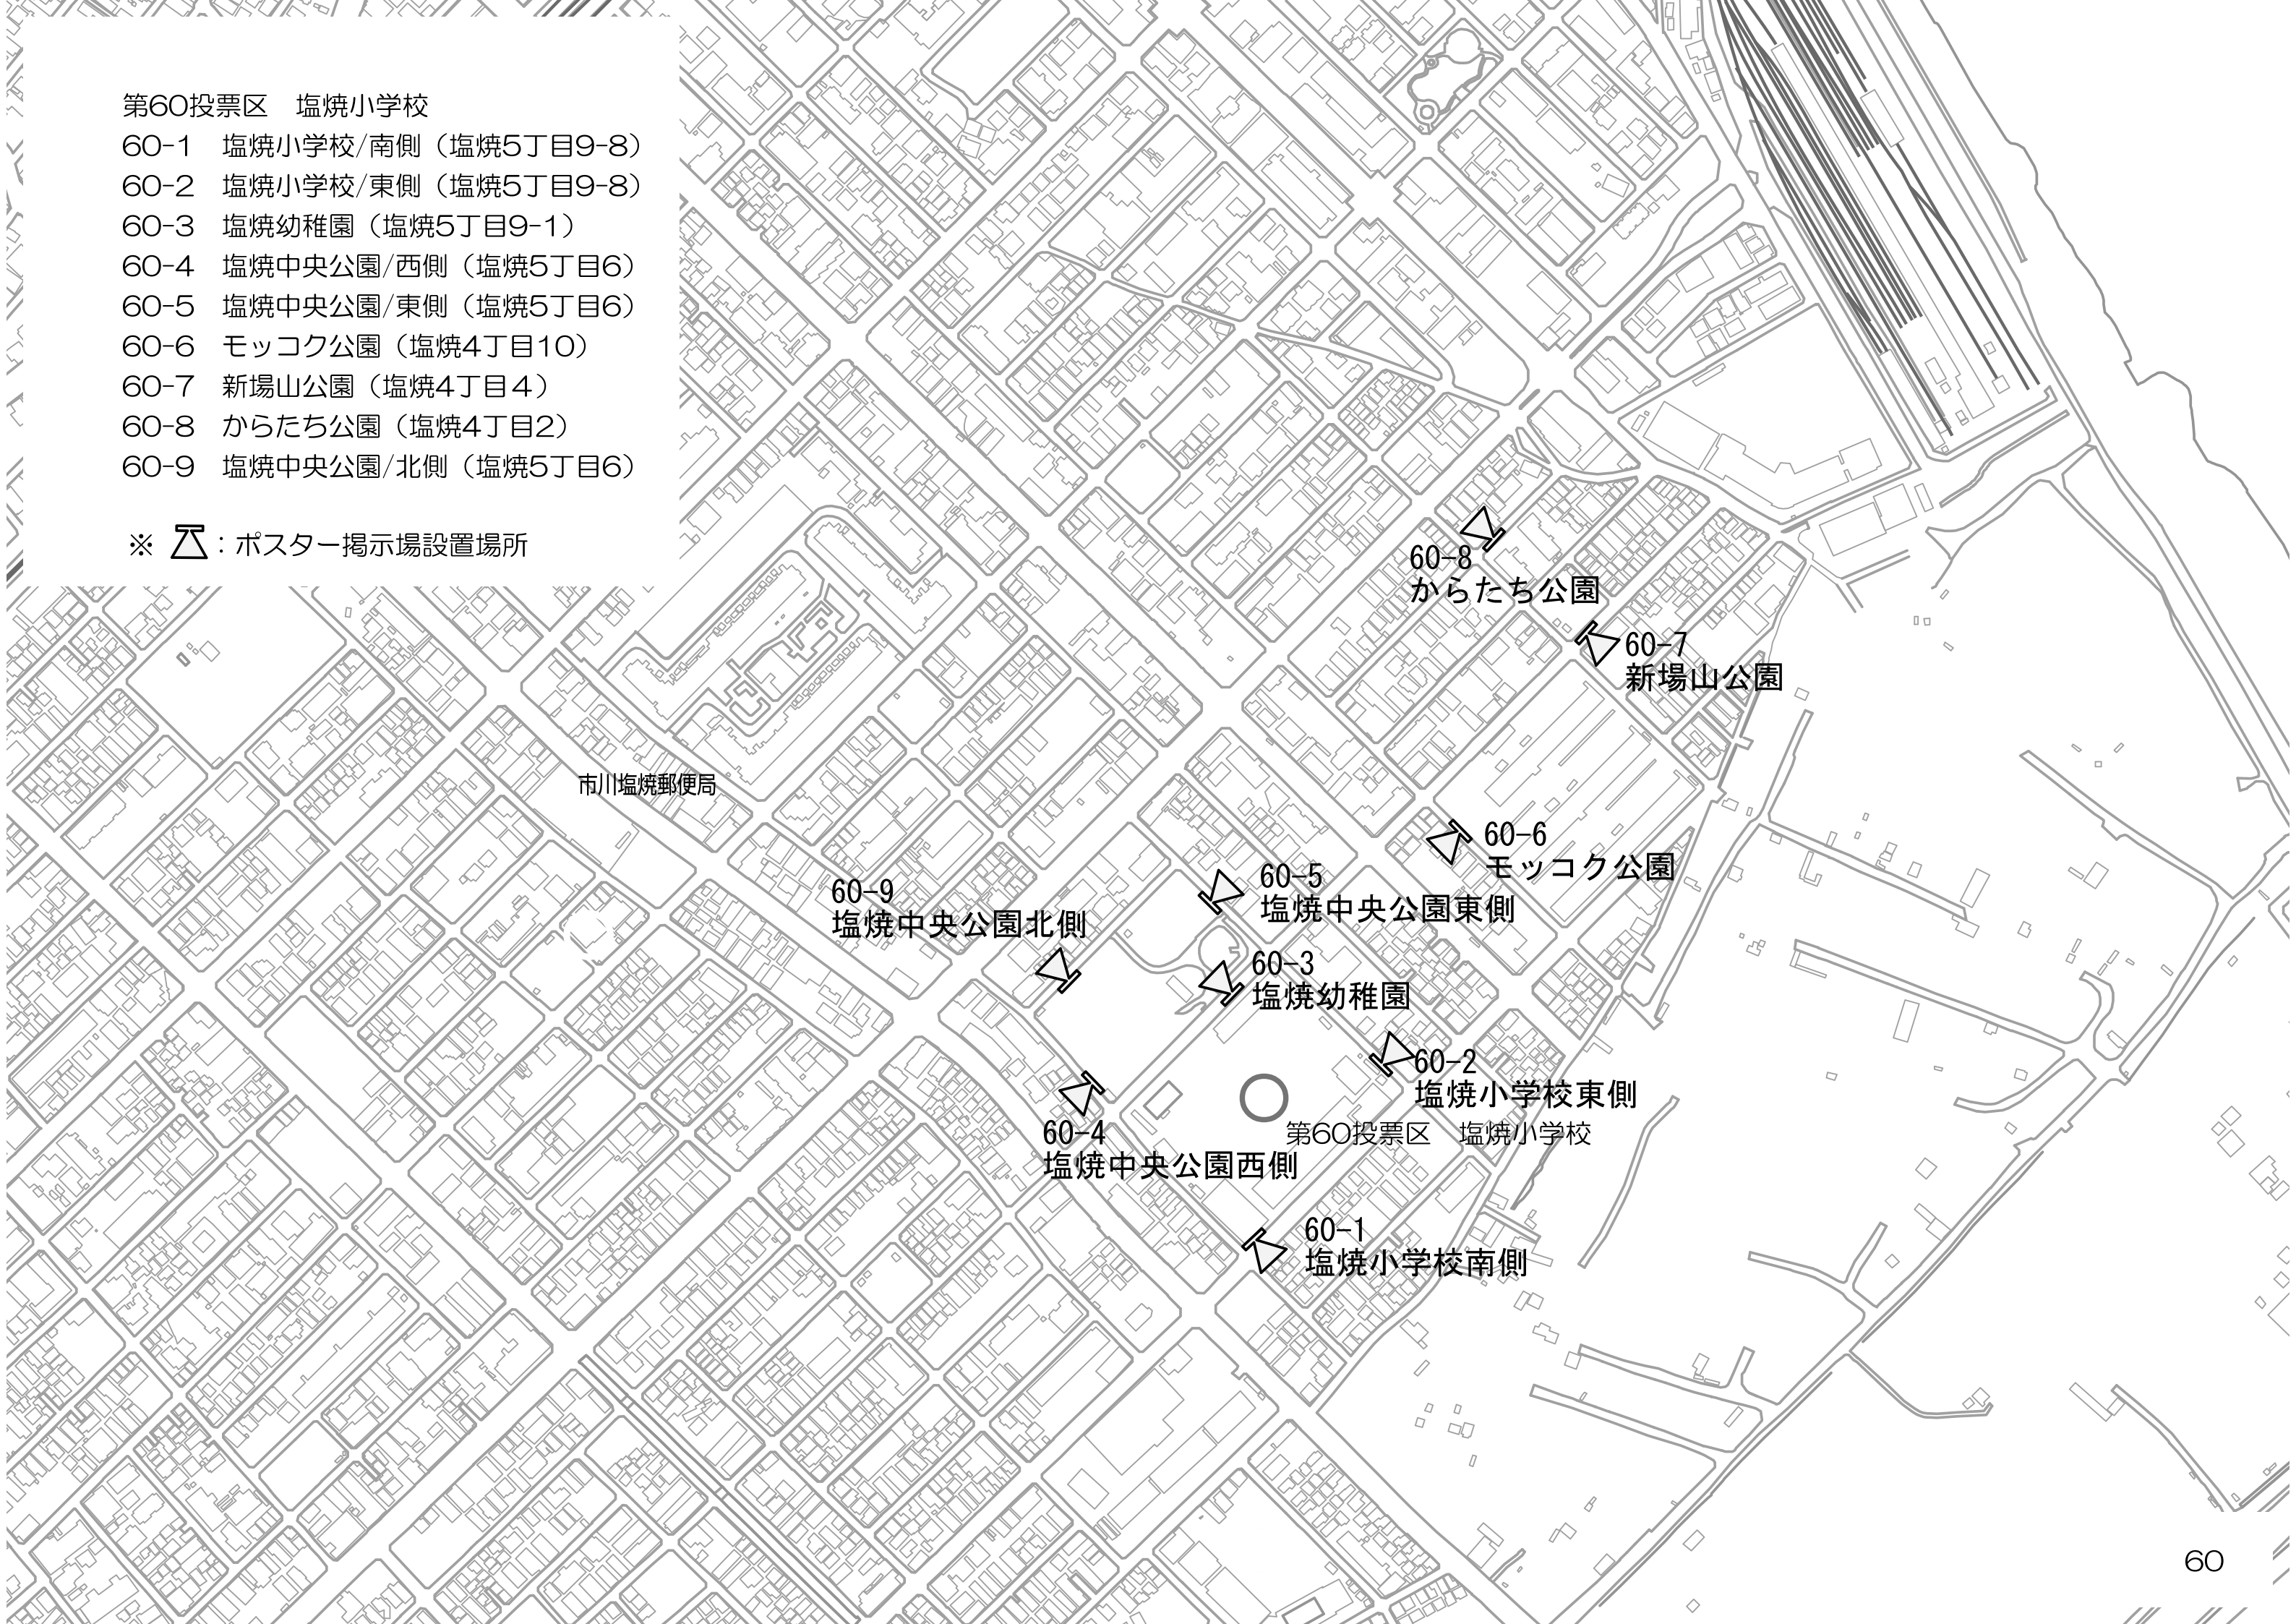 第60投票区　塩焼小学校
60-1　塩焼小学校/南側（塩焼5丁目9-8）
60-2　塩焼小学校/東側（塩焼5丁目9-8）
60-3　塩焼幼稚園（塩焼5丁目9-1）
60-4　塩焼中央公園/西側（塩焼5丁目6）
60-5　塩焼中央公園/東側（塩焼5丁目6）
60-6　モッコク公園（塩焼4丁目10）
60-7　新場山公園（塩焼4丁目４）
60-8　からたち公園（塩焼4丁目2）
60-9　塩焼中央公園/北側（塩焼5丁目6）
※　：ポスター掲示場設置場所
60-8
からたち公園
60-7
新場山公園
市川塩焼郵便局
60-6
モッコク公園
60-5
塩焼中央公園東側
60-9
塩焼中央公園北側
60-3
塩焼幼稚園
60-2
塩焼小学校東側
第60投票区　塩焼小学校
60-4
塩焼中央公園西側
60-1
塩焼小学校南側
60